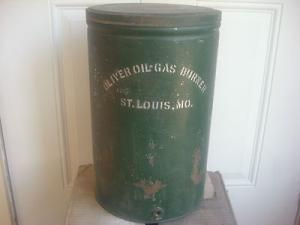 OLIVER OIL-GAS BURNER
ST. LOUIS, MO.